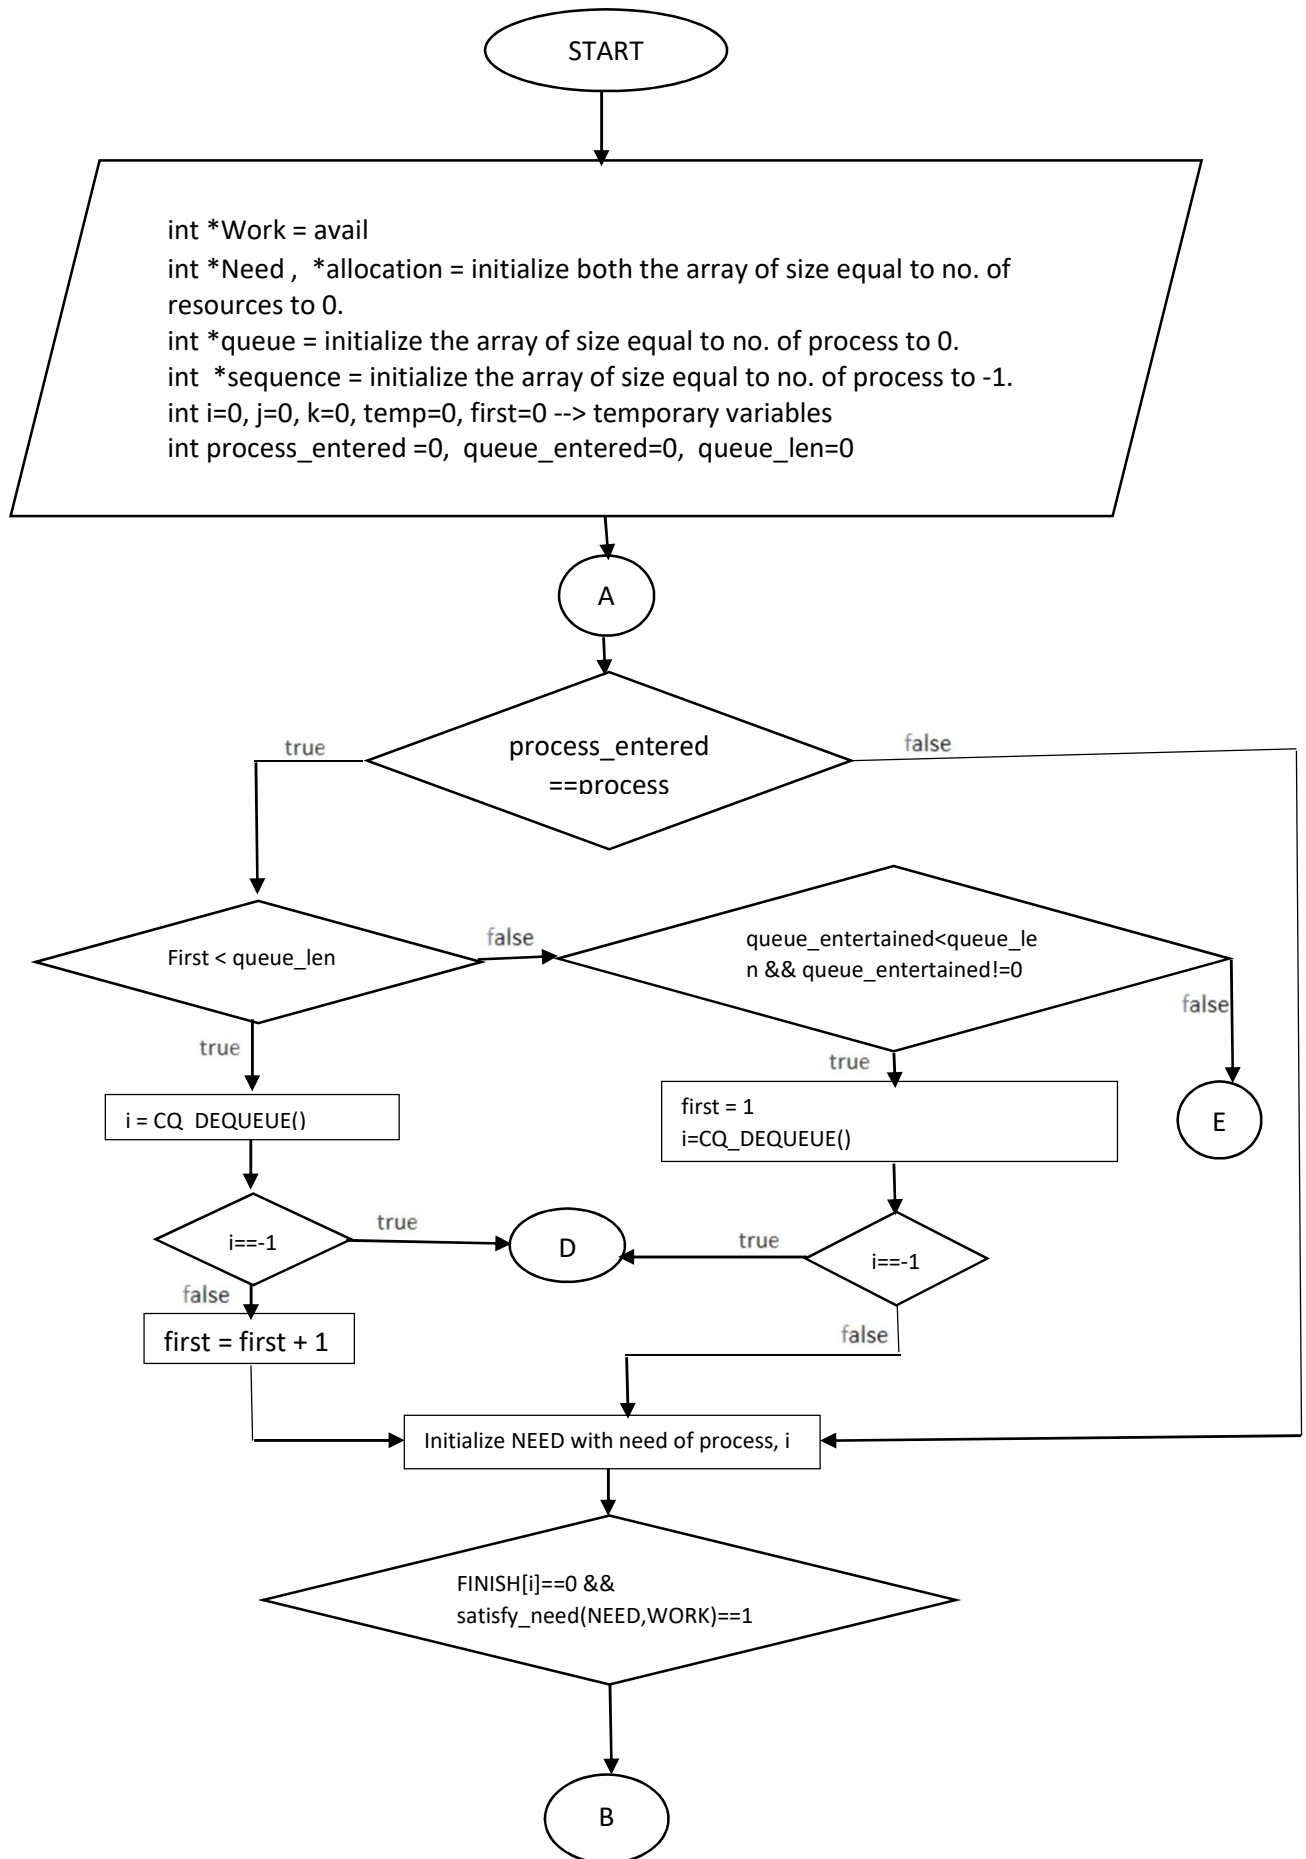 START
int *Work = avail
int *Need , *allocation = initialize both the array of size equal to no. of
resources to 0.
int *queue = initialize the array of size equal to no. of process to 0.
int *sequence = initialize the array of size equal to no. of process to -1.
int i=0, j=0, k=0, temp=0, first=0 --> temporary variables
int process_entered =0, queue_entered=0, queue_len=0
A
process_entered
==process
true
false
First < queue_len
false
queue_entertained<queue_le
n && queue_entertained!=0
false
true
true
i = CQ_DEQUEUE()
first = 1
i=CQ_DEQUEUE()
E
i==-1
true
D
true
i==-1
false
first = first + 1
false
Initialize NEED with need of process, i
FINISH[i]==0 &&
satisfy_need(NEED,WORK)==1
B